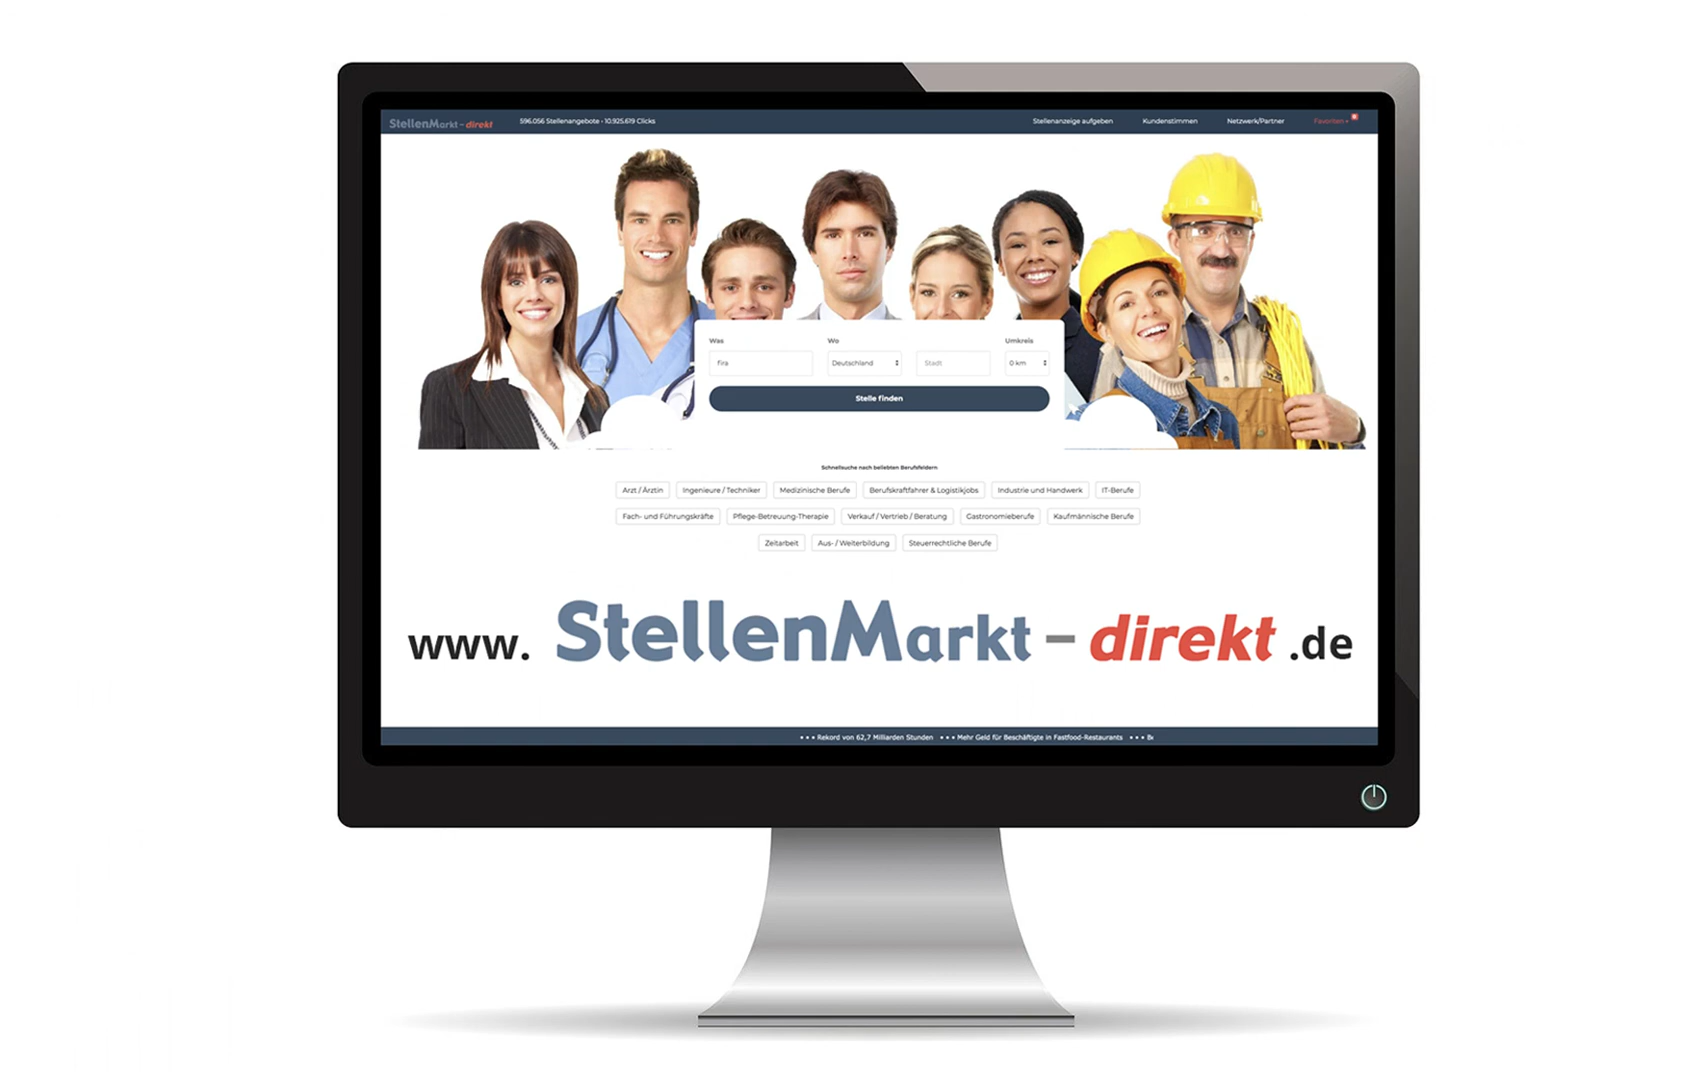 StellenMarkt - direkt 596.056 Stellenangebote - 10.925.619 Clicks Stellenanzeige aufgeben Kundenstimmen Netzwerk/Partner Favoriten
Was Wo Umkreis
fira Deutschland Stadt 0 km
Stelle finden
Schnellsuche nach beliebten Berufsfeldern
Arzt / Ärztin Ingenieure / Techniker Medizinische Berufe Berufskraftfahrer & Logistikjobs Industrie und Handwerk IT-Berufe
Fach- und Führungskräfte Pflege-Betreuung-Therapie Verkauf / Vertrieb / Beratung Gastronomieberufe Kaufmännische Berufe
Zeitarbeit Aus- / Weiterbildung Steuerrechtliche Berufe
www. StellenMarkt - direkt .de
• • • Rekord von 62,7 Milliarden Stunden • • • Mehr Geld für Beschäftigte in Fastfood-Restaurants • • •